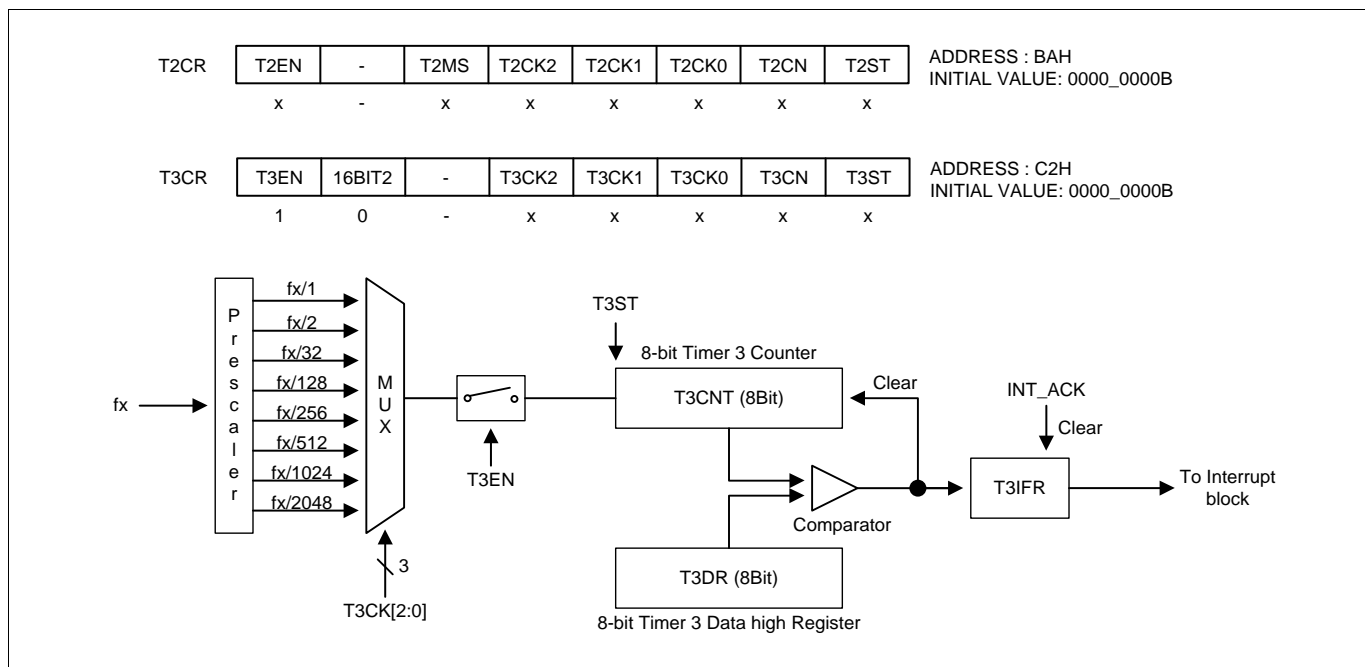 T2CR T2EN - T2MS T2CK2 T2CK1 T2CK0 T2CN T2ST ADDRESS : BAH
INITIAL VALUE: 0000_0000B
x - x x x x x x
T3CR T3EN 16BIT2 - T3CK2 T3CK1 T3CK0 T3CN T3ST ADDRESS : C2H
INITIAL VALUE: 0000_0000B
1 0 - x x x x x
fx
Prescaler
fx/1
fx/2
fx/32
fx/128
fx/256
fx/512
fx/1024
fx/2048
MUX
3
T3CK[2:0]
T3EN
T3ST
8-bit Timer 3 Counter
T3CNT (8Bit)
Clear
Comparator
T3DR (8Bit)
8-bit Timer 3 Data high Register
INT_ACK
Clear
T3IFR
To Interrupt
block